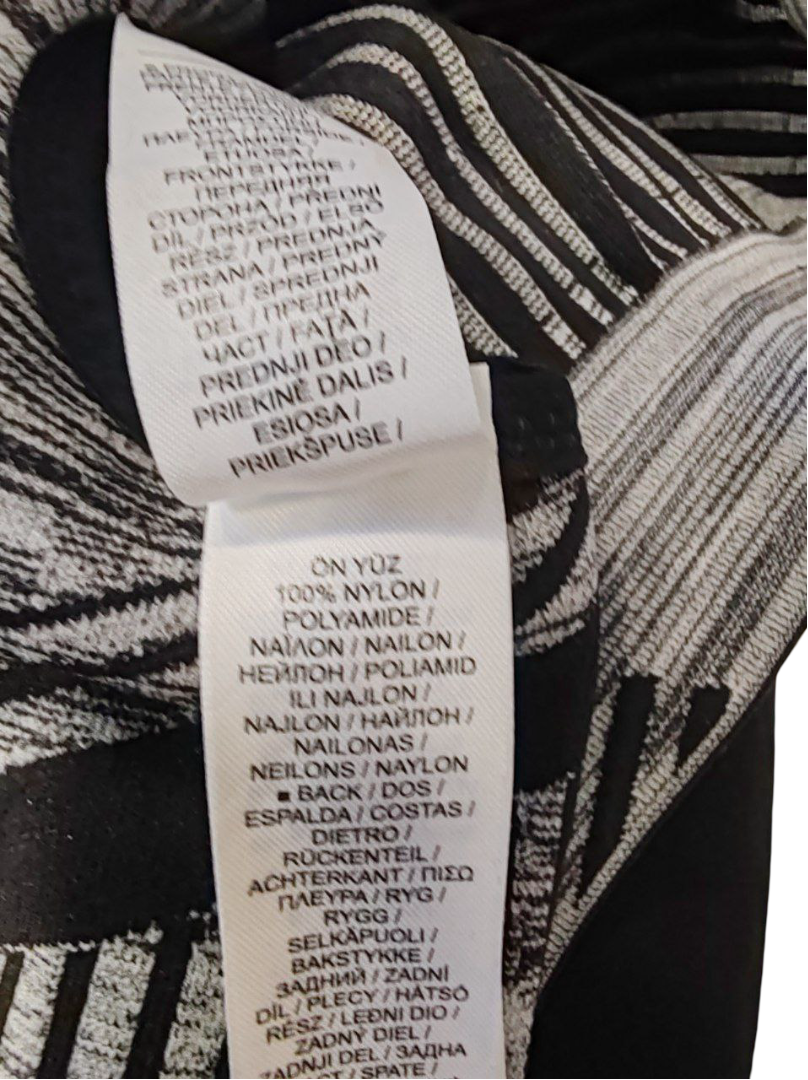 FRONTSTYKKE /
ПЕРЕДНЯЯ
СТОРОНА / PŘEDNÍ
DÍL / PRZÓD / ELSŐ
RÉSZ / PREDNJA
STRANA / PREDNÝ
DIEL / SPREDNJI
DEL / ПРЕДНА
ЧАСТ / FAŢĂ /
PREDNJI DEO /
PRIEKINĖ DALIS /
ESIOSA /
PRIEKŠPUSE /
ÖN YÜZ
100% NYLON /
POLYAMIDE /
ΝΑΪΛΟΝ / NAILON /
НЕЙЛОН / POLIAMID
ILI NAJLON /
NAJLON / НАЙЛОН /
NAILONAS /
NEILONS / NAYLON
■ BACK / DOS /
ESPALDA / COSTAS /
DIETRO /
RÜCKENTEIL /
ACHTERKANT / ΠΙΣΩ
ΠΛΕΥΡΑ / RYG /
RYGG /
SELKÄPUOLI /
BAKSTYKKE /
ЗАДНИЙ / ZADNÍ
DÍL / PLECY / HÁTSÓ
RÉSZ / LEĐNI DIO /
ZADNÝ DIEL /
ZADNJI DEL / ЗАДНА
SPATE /